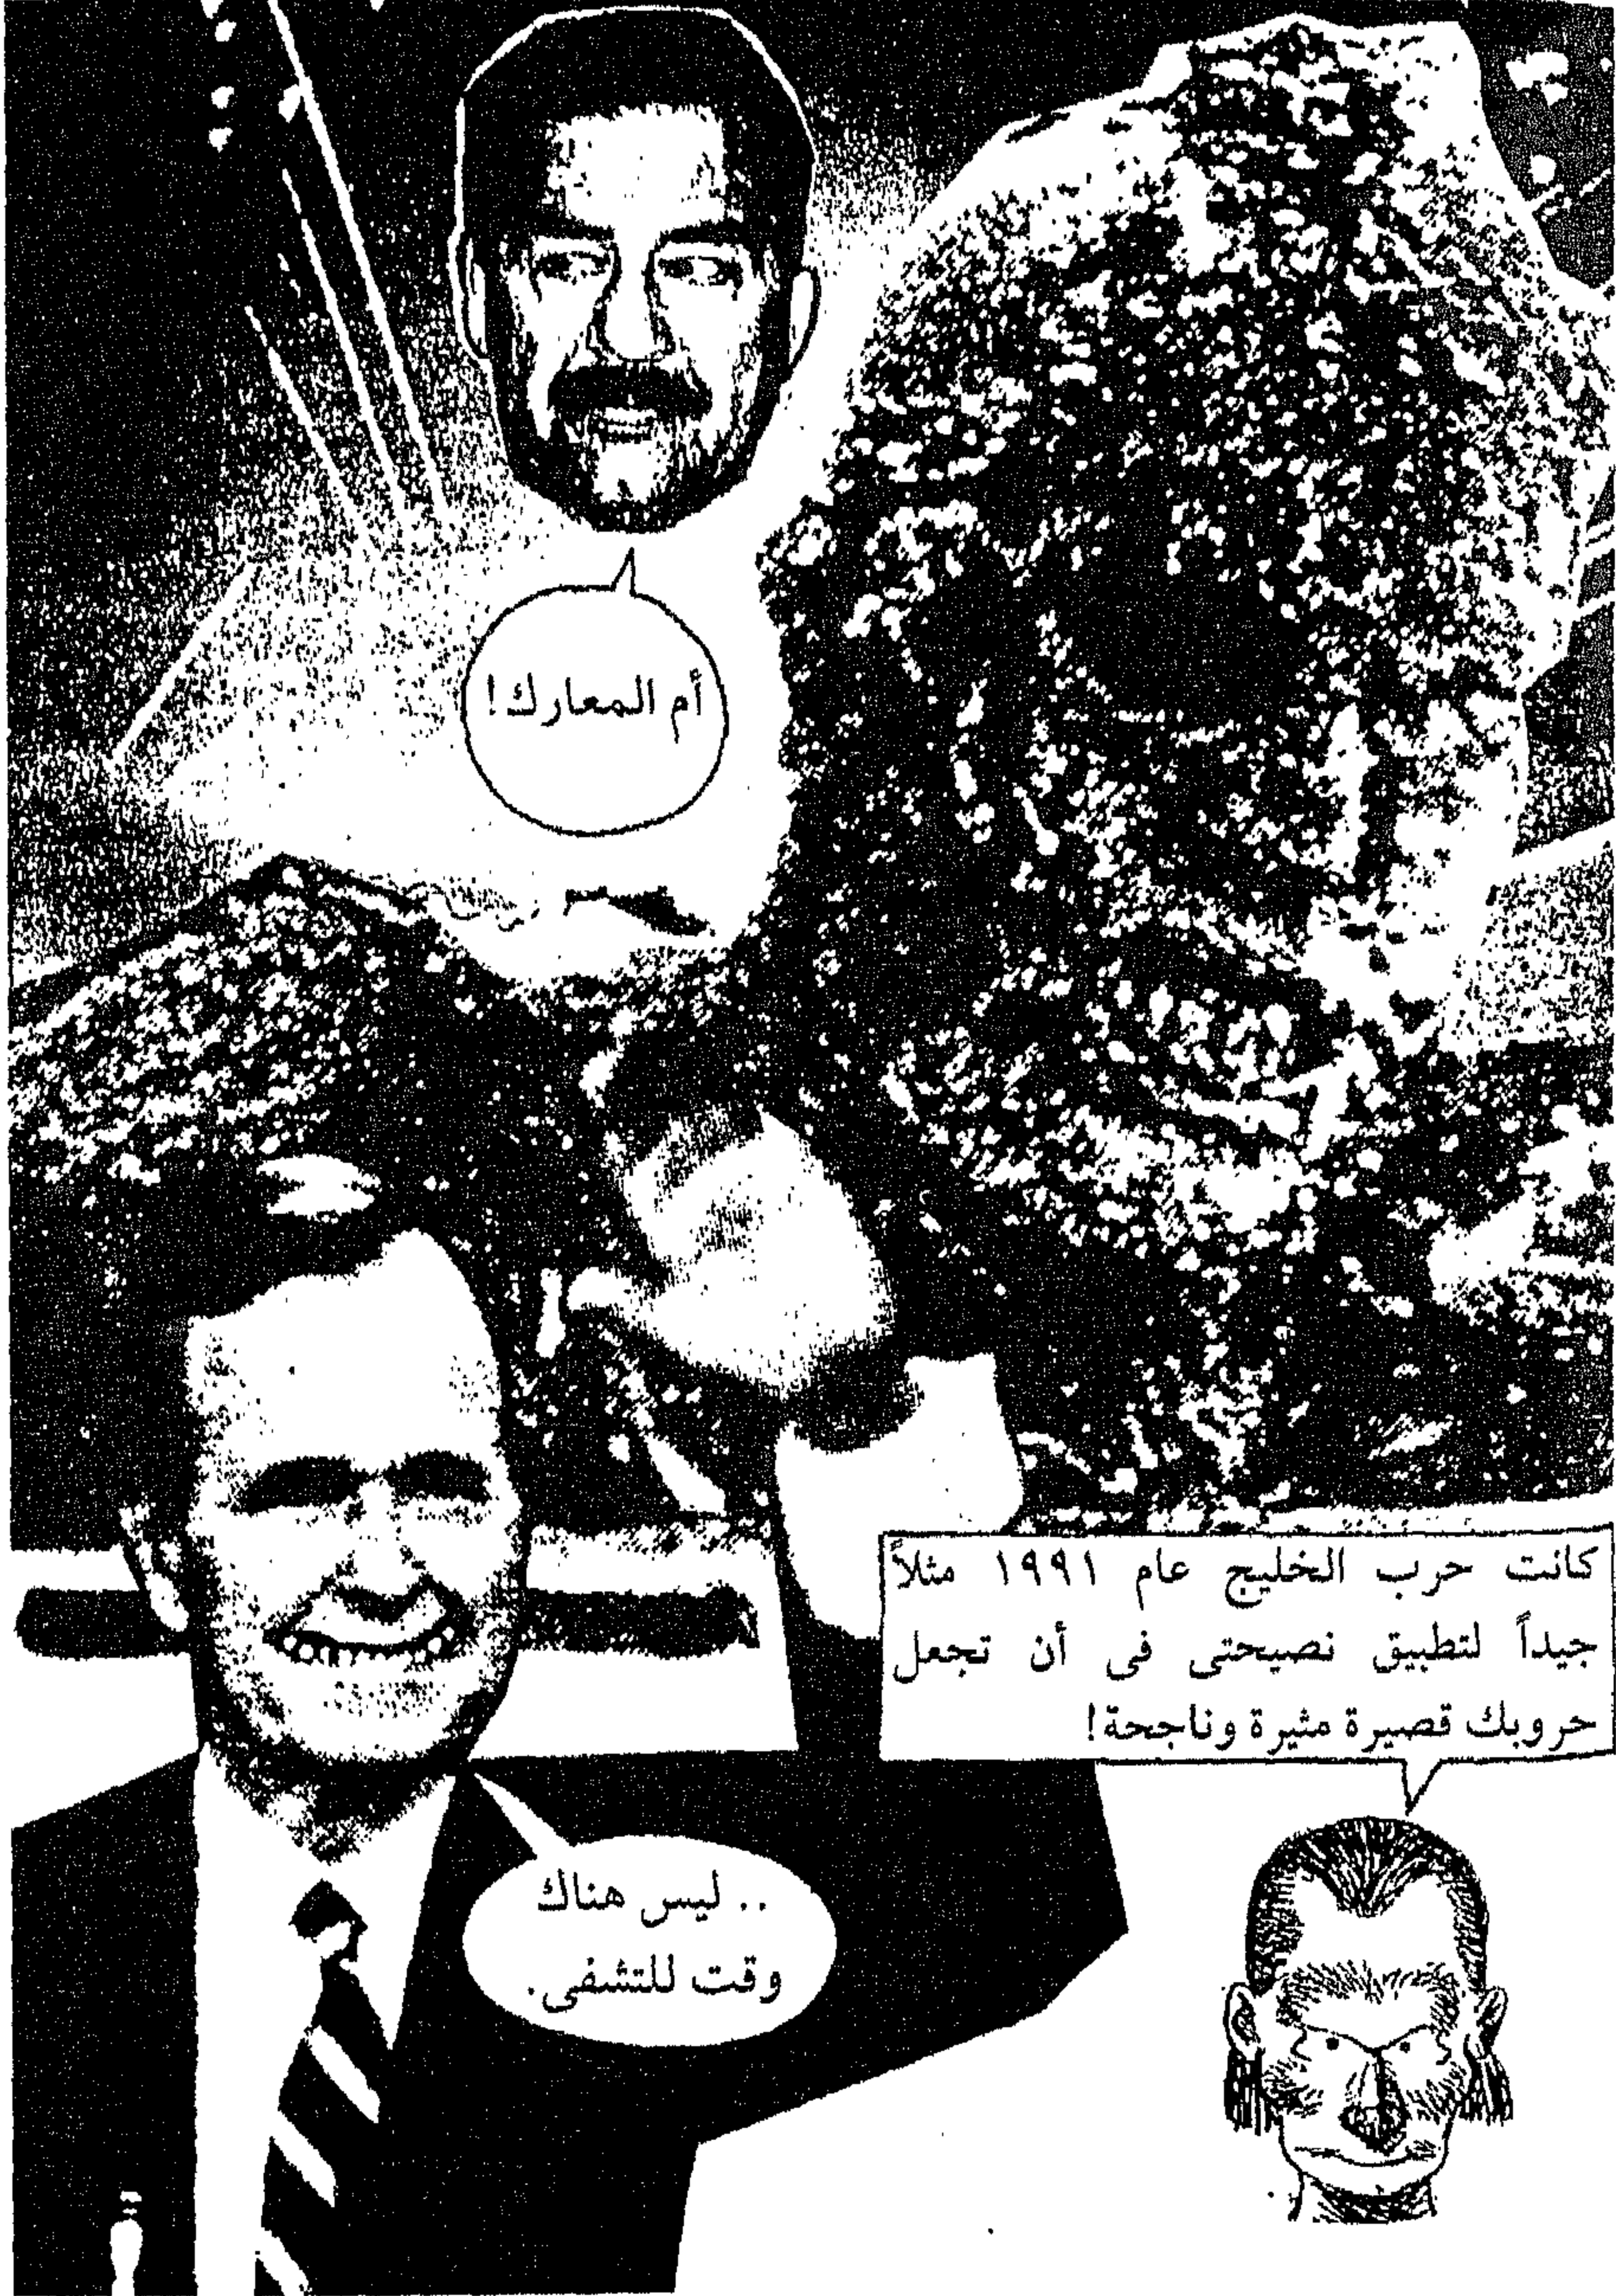 أم المعارك!
كانت حرب الخليج عام ١٩٩١ مثلاً
جيداً لتطبيق نصيحتى فى أن تجعل
حروبك قصيرة مثيرة وناجحة!
.. ليس هناك
وقت للتشفى.